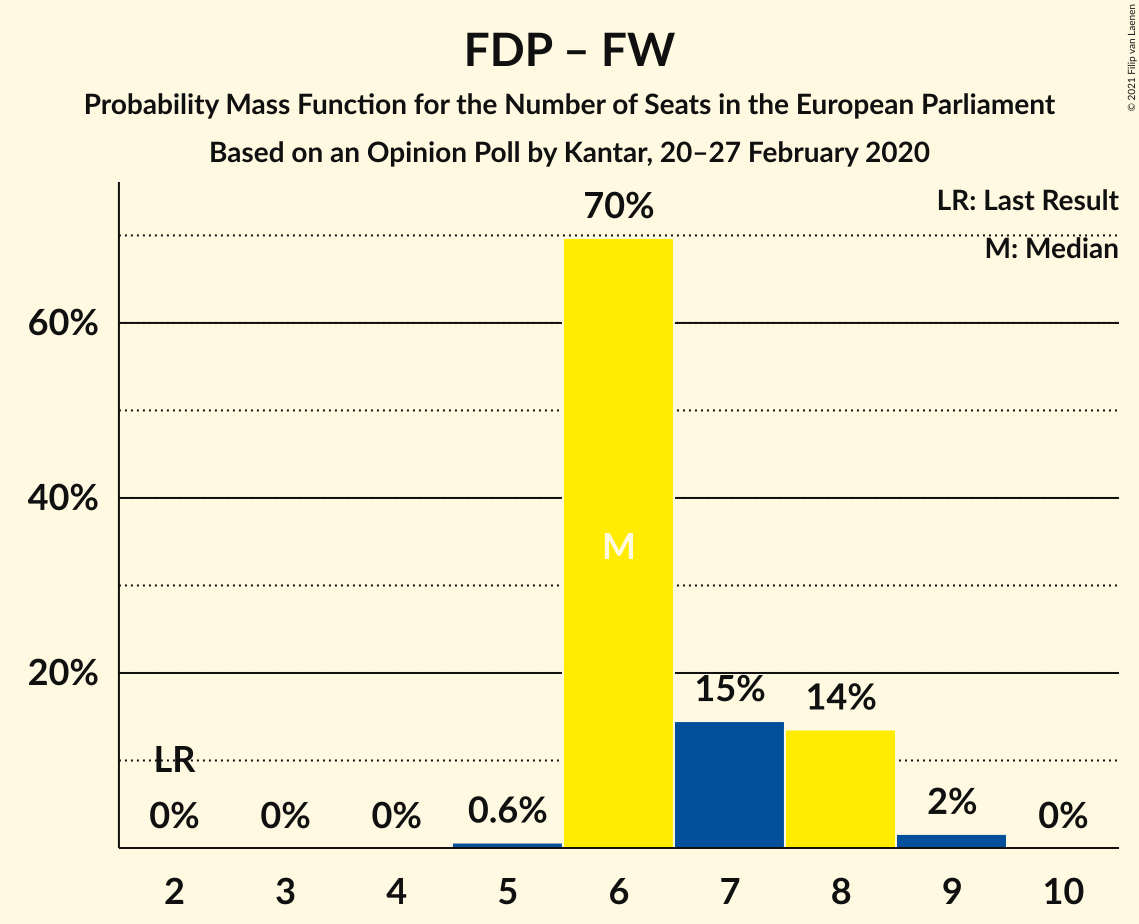 FDP – FW
Probability Mass Function for the Number of Seats in the European Parliament
Based on an Opinion Poll by Kantar, 20–27 February 2020
© 2021 Filip van Laenen
LR: Last Result
M: Median
70%
60%
40%
M
20%
15%
14%
LR
0%
0%
0%
0.6%
2%
0%
2
3
4
5
6
7
8
9
10